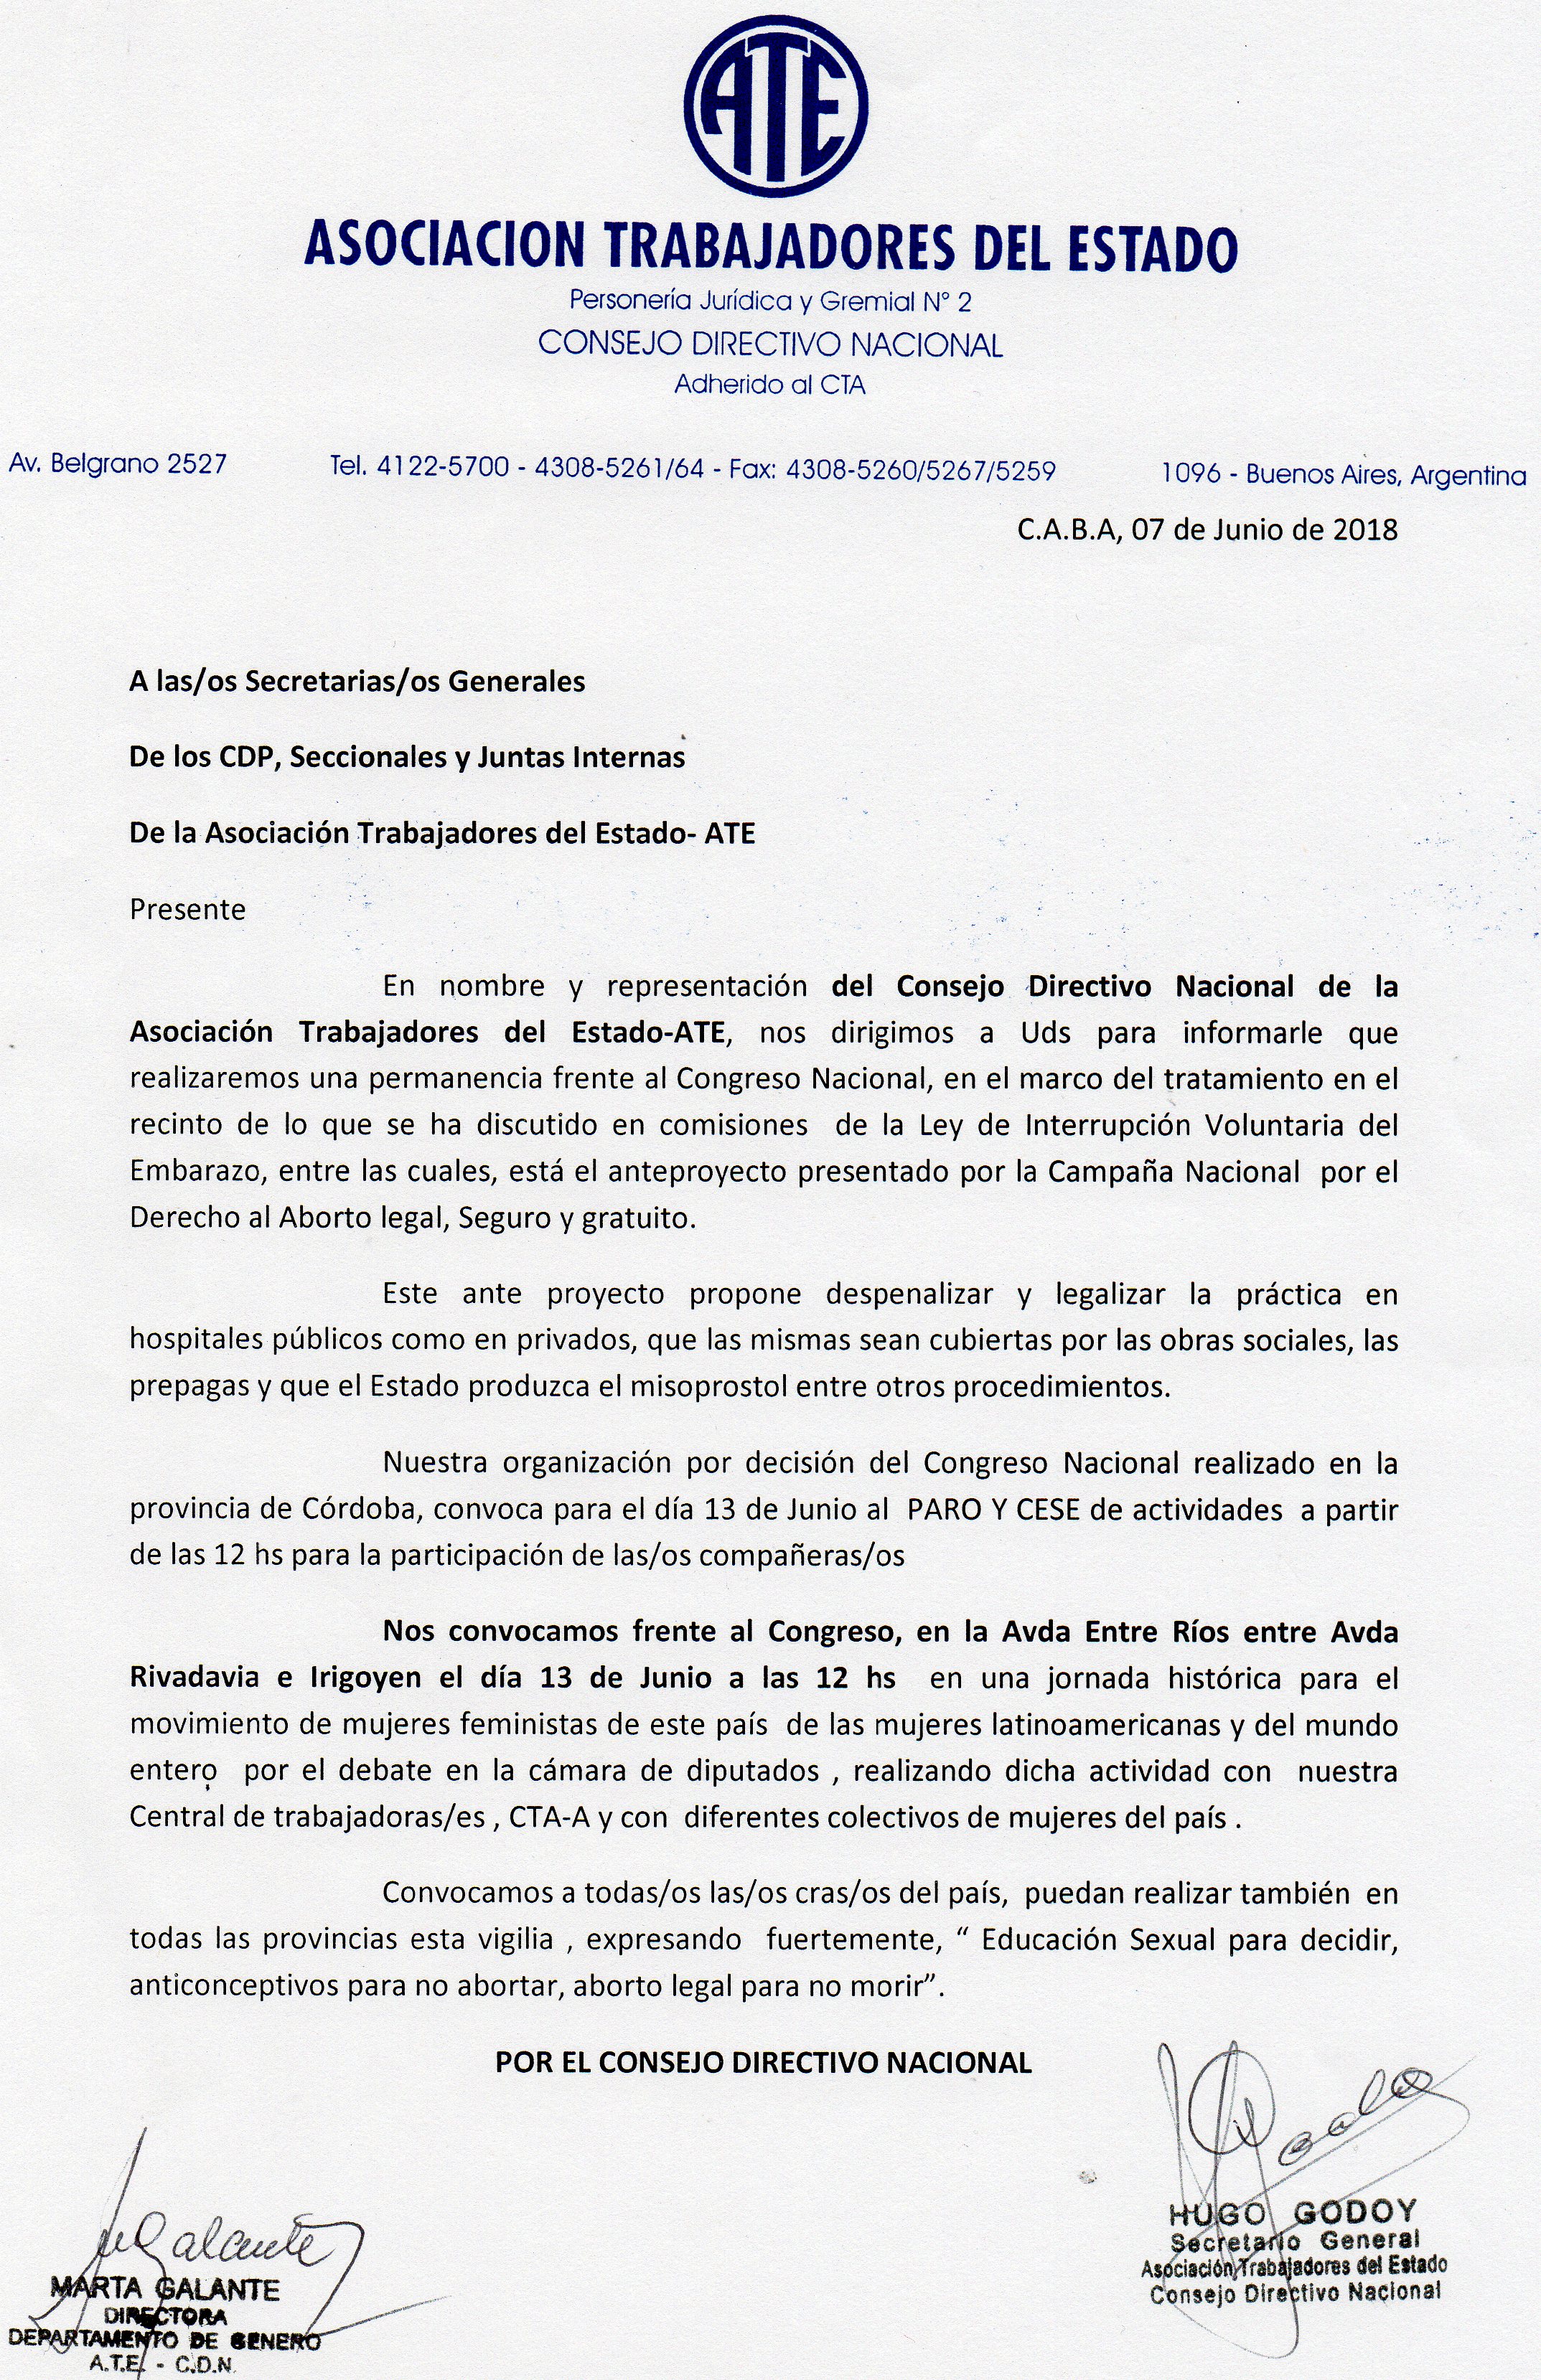 ATE
ASOCIACION TRABAJADORES DEL ESTADO
Personería Jurídica y Gremial N° 2
CONSEJO DIRECTIVO NACIONAL
Adherido al CTA
Av. Belgrano 2527 Tel. 4122-5700 - 4308-5261/64 - Fax: 4308-5260/5267/5259 1096 - Buenos Aires, Argentina
C.A.B.A, 07 de Junio de 2018
A las/os Secretarias/os Generales
De los CDP, Seccionales y Juntas Internas
De la Asociación Trabajadores del Estado- ATE
Presente
En nombre y representación del Consejo Directivo Nacional de la
Asociación Trabajadores del Estado-ATE, nos dirigimos a Uds para informarle que
realizaremos una permanencia frente al Congreso Nacional, en el marco del tratamiento en el
recinto de lo que se ha discutido en comisiones de la Ley de Interrupción Voluntaria del
Embarazo, entre las cuales, está el anteproyecto presentado por la Campaña Nacional por el
Derecho al Aborto legal, Seguro y gratuito.
Este ante proyecto propone despenalizar y legalizar la práctica en
hospitales públicos como en privados, que las mismas sean cubiertas por las obras sociales, las
prepagas y que el Estado produzca el misoprostol entre otros procedimientos.
Nuestra organización por decisión del Congreso Nacional realizado en la
provincia de Córdoba, convoca para el día 13 de Junio al PARO Y CESE de actividades a partir
de las 12 hs para la participación de las/os compañeras/os
Nos convocamos frente al Congreso, en la Avda Entre Ríos entre Avda
Rivadavia e Irigoyen el día 13 de Junio a las 12 hs en una jornada histórica para el
movimiento de mujeres feministas de este país de las mujeres latinoamericanas y del mundo
entero por el debate en la cámara de diputados , realizando dicha actividad con nuestra
Central de trabajadoras/es , CTA-A y con diferentes colectivos de mujeres del país .
Convocamos a todas/os las/os cras/os del país, puedan realizar también en
todas las provincias esta vigilia , expresando fuertemente, “ Educación Sexual para decidir,
anticonceptivos para no abortar, aborto legal para no morir”.
POR EL CONSEJO DIRECTIVO NACIONAL
HUGO GODOY
Secretario General
Asociación Trabajadores del Estado
Consejo Directivo Nacional
MGalante
MARTA GALANTE
DIRECTORA
DEPARTAMENTO DE GENERO
A.T.E. - C.D.N.